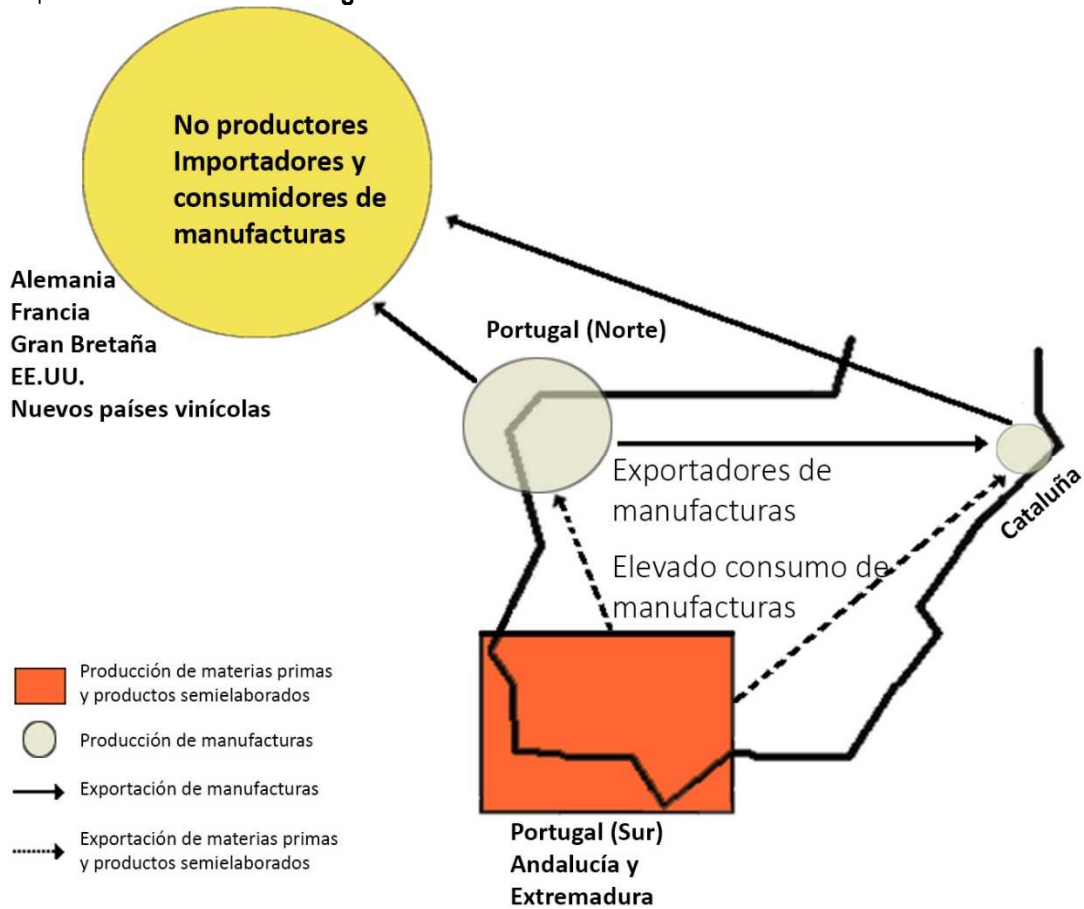 No productores
Importadores y
consumidores de
manufacturas
Alemania
Francia
Gran Bretaña
EE.UU.
Nuevos países vinícolas
Portugal (Norte)
Exportadores de
manufacturas
Cataluña
Elevado consumo de
manufacturas
Producción de materias primas
y productos semielaborados
Producción de manufacturas
Exportación de manufacturas
Exportación de materias primas
y productos semielaborados
Portugal (Sur)
Andalucía y
Extremadura